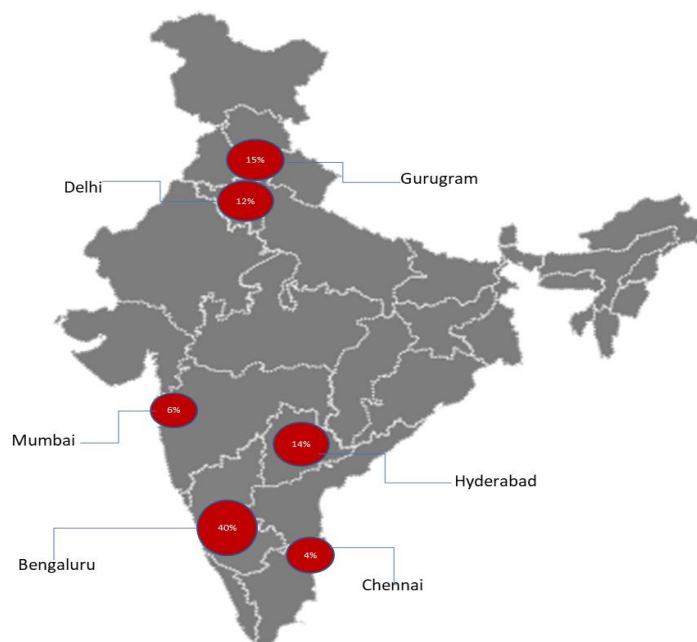 15%
Gurugram
Delhi
12%
6%
Mumbai
14%
Hyderabad
40%
Bengaluru
4%
Chennai